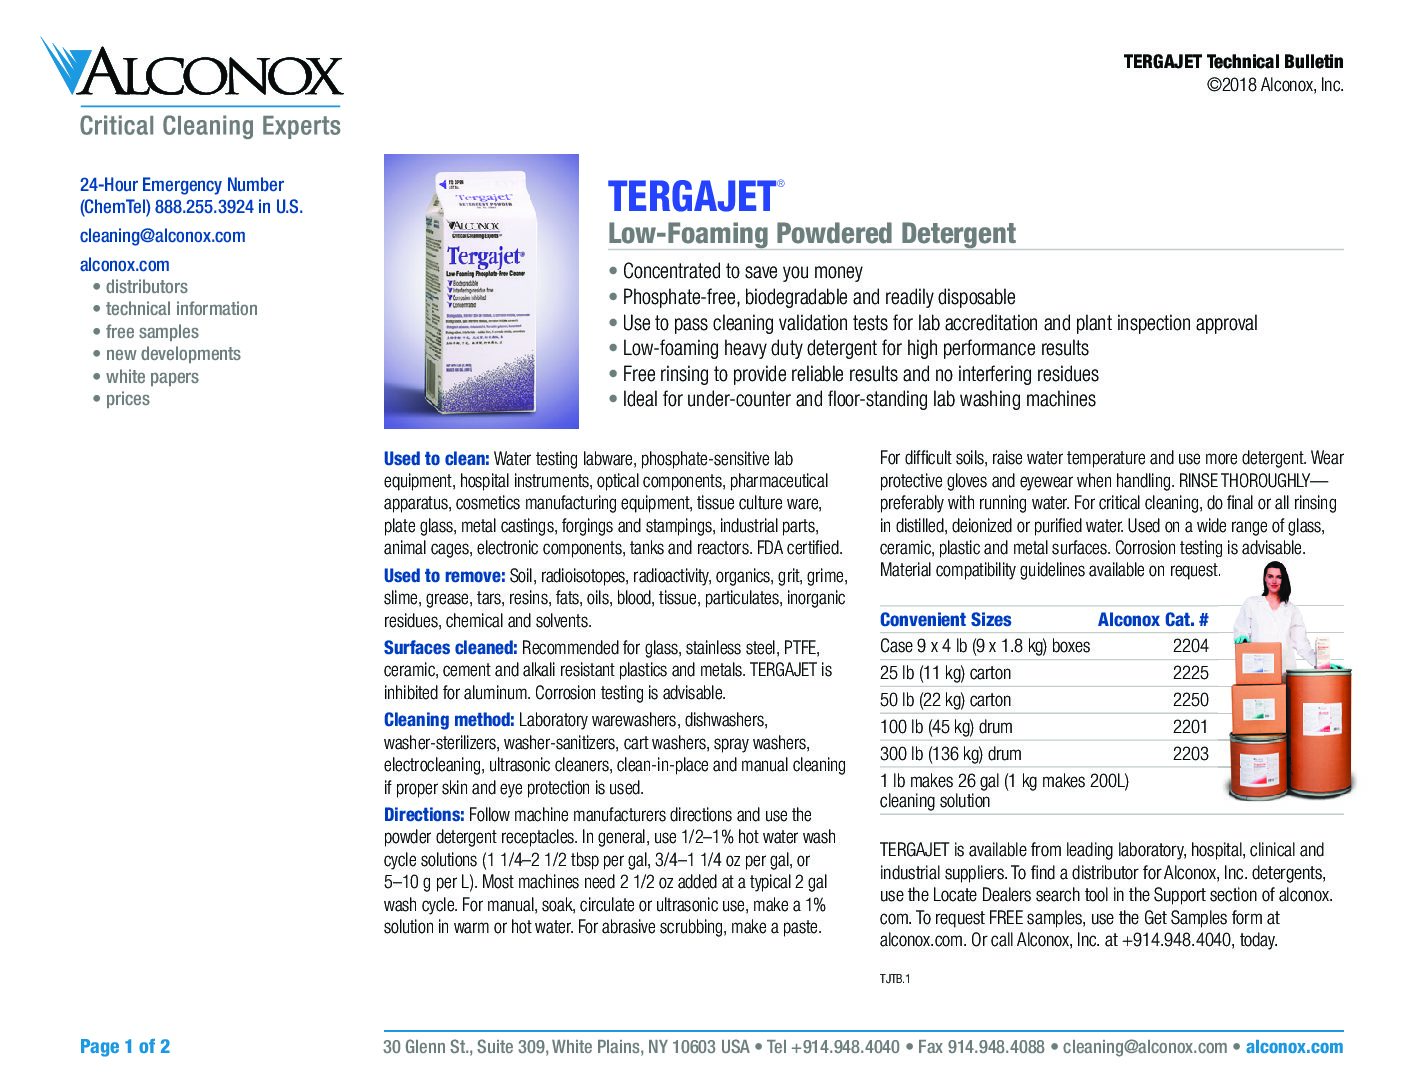 ALCONOX
Critical Cleaning Experts
TERGAJET Technical Bulletin
©2018 Alconox, Inc.
24-Hour Emergency Number
(ChemTel) 888.255.3924 in U.S.
cleaning@alconox.com
alconox.com
• distributors
• technical information
• free samples
• new developments
• white papers
• prices
Tergajet
DETERGENT POWDER
ALCONOX
Critical Cleaning Experts
Tergajet®
Low-Foaming Phosphate-Free Cleaner
Biodegradable
Interfering-residue free
Corrosion inhibited
Concentrated
TERGAJET®
Low-Foaming Powdered Detergent
• Concentrated to save you money
• Phosphate-free, biodegradable and readily disposable
• Use to pass cleaning validation tests for lab accreditation and plant inspection approval
• Low-foaming heavy duty detergent for high performance results
• Free rinsing to provide reliable results and no interfering residues
• Ideal for under-counter and floor-standing lab washing machines
Used to clean: Water testing labware, phosphate-sensitive lab
equipment, hospital instruments, optical components, pharmaceutical
apparatus, cosmetics manufacturing equipment, tissue culture ware,
plate glass, metal castings, forgings and stampings, industrial parts,
animal cages, electronic components, tanks and reactors. FDA certified.
Used to remove: Soil, radioisotopes, radioactivity, organics, grit, grime,
slime, grease, tars, resins, fats, oils, blood, tissue, particulates, inorganic
residues, chemical and solvents.
Surfaces cleaned: Recommended for glass, stainless steel, PTFE,
ceramic, cement and alkali resistant plastics and metals. TERGAJET is
inhibited for aluminum. Corrosion testing is advisable.
Cleaning method: Laboratory warewashers, dishwashers,
washer-sterilizers, washer-sanitizers, cart washers, spray washers,
electrocleaning, ultrasonic cleaners, clean-in-place and manual cleaning
if proper skin and eye protection is used.
Directions: Follow machine manufacturers directions and use the
powder detergent receptacles. In general, use 1/2–1% hot water wash
cycle solutions (1 1/4–2 1/2 tbsp per gal, 3/4–1 1/4 oz per gal, or
5–10 g per L). Most machines need 2 1/2 oz added at a typical 2 gal
wash cycle. For manual, soak, circulate or ultrasonic use, make a 1%
solution in warm or hot water. For abrasive scrubbing, make a paste.
For difficult soils, raise water temperature and use more detergent. Wear
protective gloves and eyewear when handling. RINSE THOROUGHLY—
preferably with running water. For critical cleaning, do final or all rinsing
in distilled, deionized or purified water. Used on a wide range of glass,
ceramic, plastic and metal surfaces. Corrosion testing is advisable.
Material compatibility guidelines available on request.
Convenient Sizes Alconox Cat. #
Case 9 x 4 lb (9 x 1.8 kg) boxes 2204
25 lb (11 kg) carton 2225
50 lb (22 kg) carton 2250
100 lb (45 kg) drum 2201
300 lb (136 kg) drum 2203
1 lb makes 26 gal (1 kg makes 200L)
cleaning solution
TERGAJET is available from leading laboratory, hospital, clinical and
industrial suppliers. To find a distributor for Alconox, Inc. detergents,
use the Locate Dealers search tool in the Support section of alconox.
com. To request FREE samples, use the Get Samples form at
alconox.com. Or call Alconox, Inc. at +914.948.4040, today.
TJTB.1
Page 1 of 2
30 Glenn St., Suite 309, White Plains, NY 10603 USA • Tel +914.948.4040 • Fax 914.948.4088 • cleaning@alconox.com • alconox.com